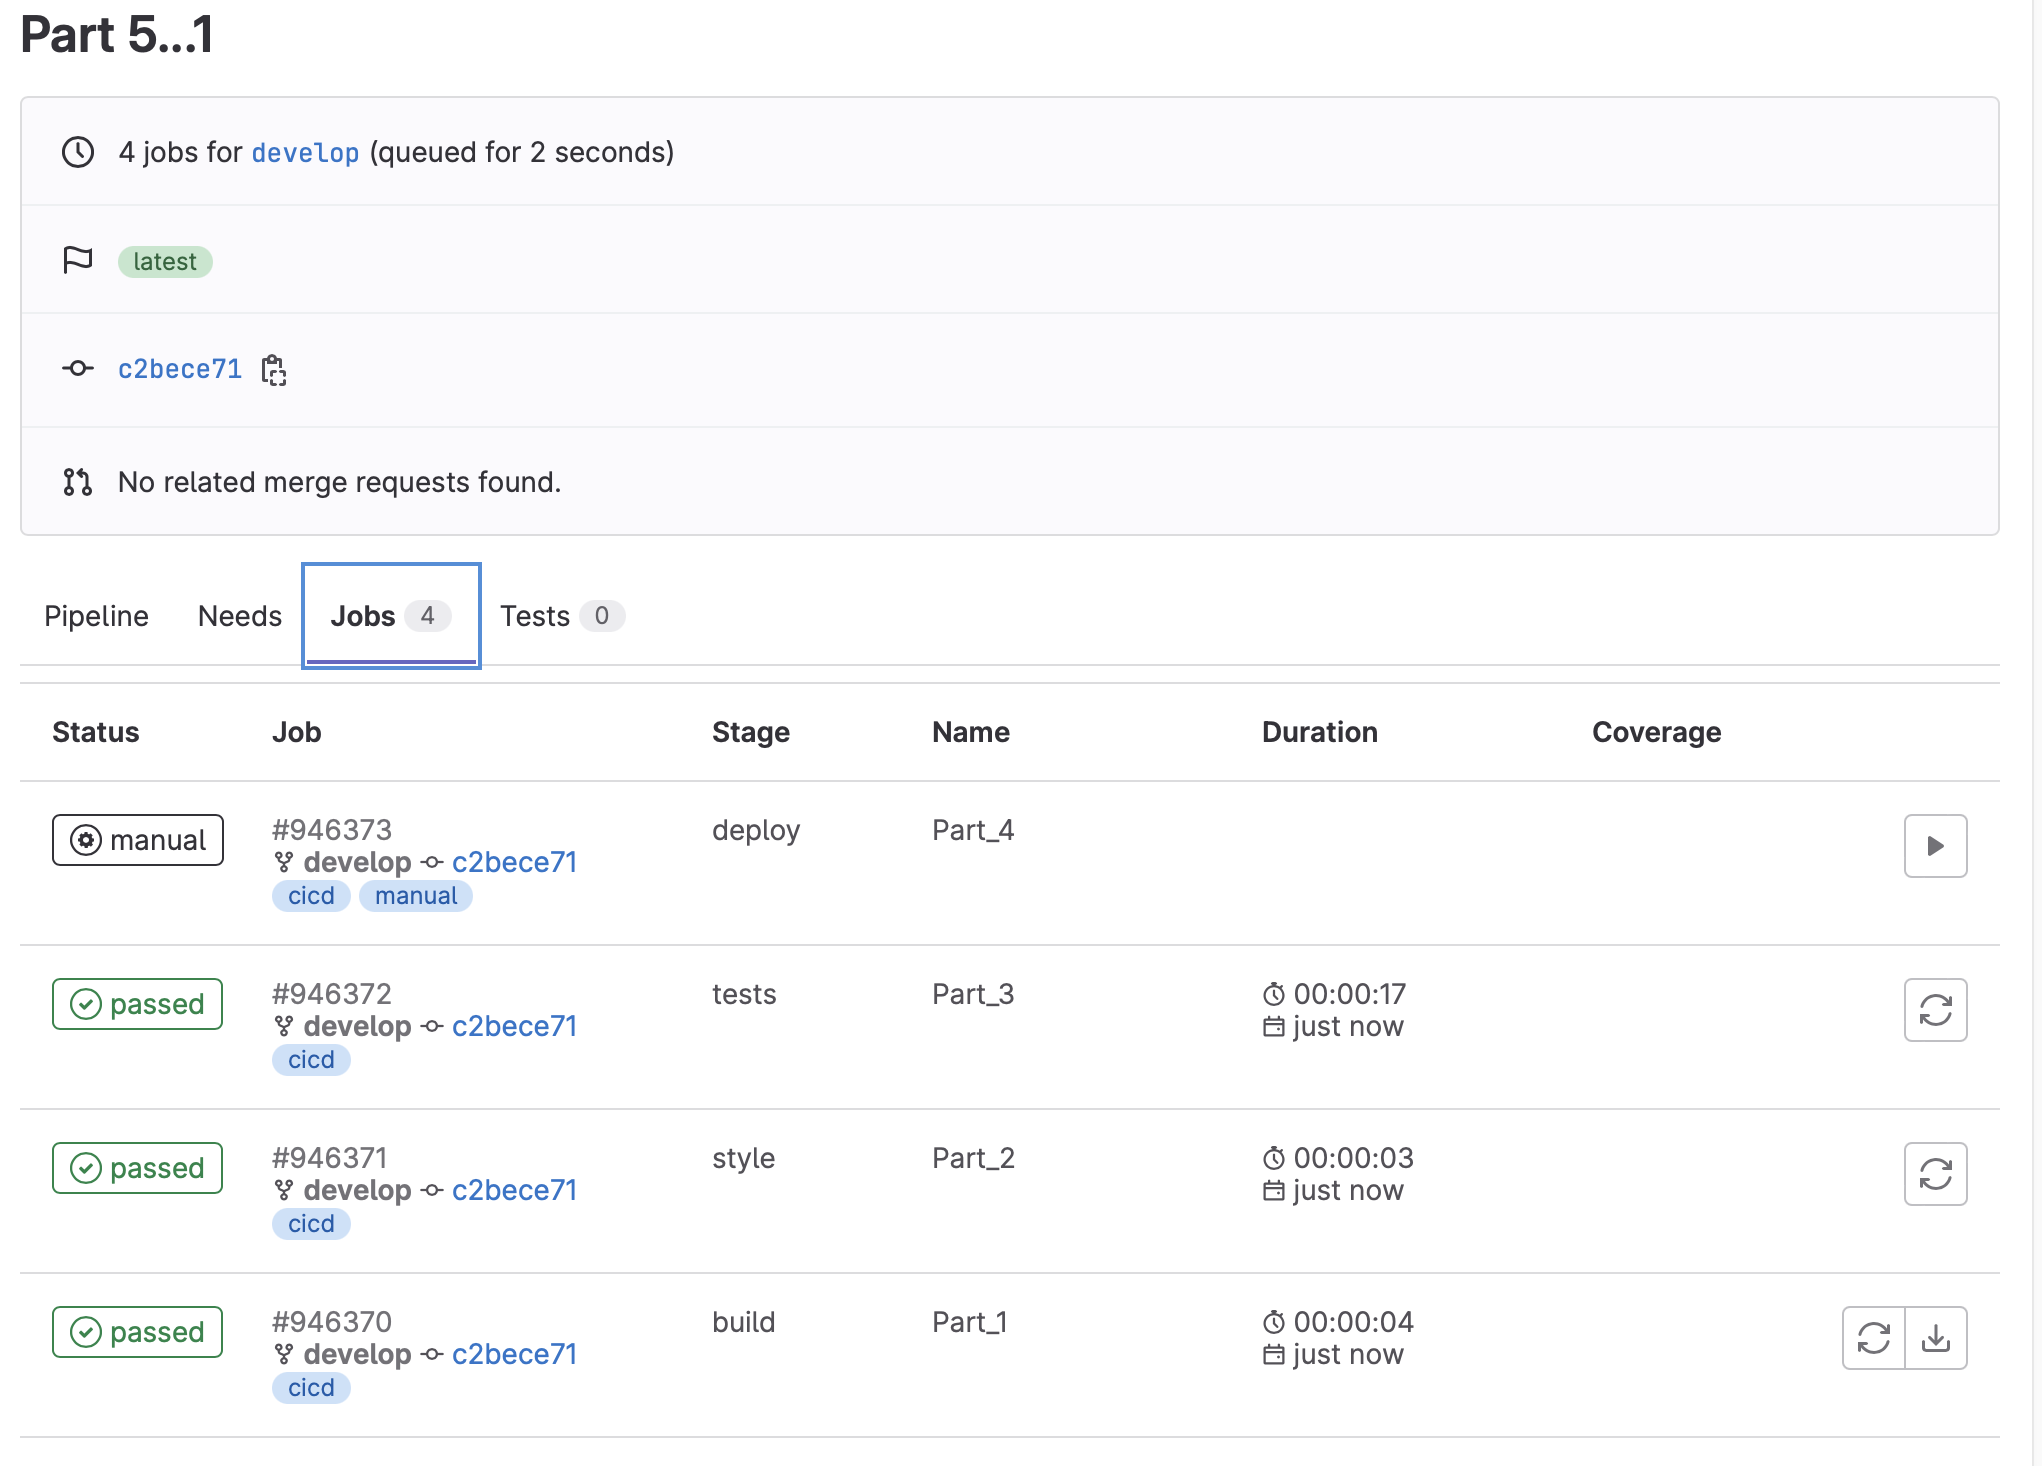 Part 5...1
4 jobs for develop (queued for 2 seconds)
latest
c2bece71
No related merge requests found.
Pipeline Needs Jobs 4 Tests 0
Status Job Stage Name Duration Coverage
manual #946373 deploy Part_4
develop c2bece71
cicd manual
passed #946372 tests Part_3 00:00:17
develop c2bece71 just now
cicd
passed #946371 style Part_2 00:00:03
develop c2bece71 just now
cicd
passed #946370 build Part_1 00:00:04
develop c2bece71 just now
cicd